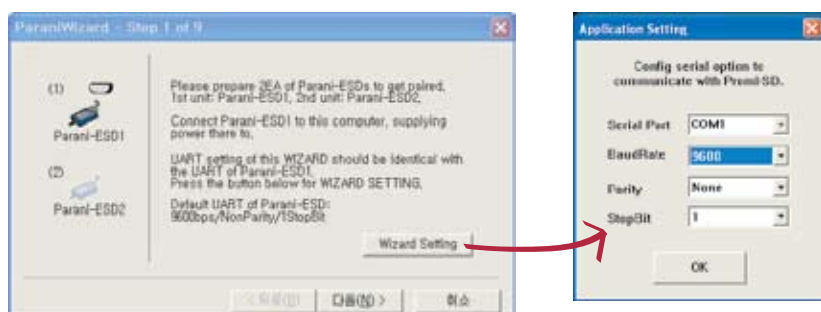 ParaniWizard - Step 1 of 9
(1)
Parani-ESD1
(2)
Parani-ESD2
Please prepare 2EA of Parani-ESDs to get paired.
1st unit: Parani-ESD1, 2nd unit: Parani-ESD2,
Connect Parani-ESD1 to this computer, supplying
power there to,
UART setting of this WIZARD should be identical with
the UART of Parani-ESD1,
Press the button below for WIZARD SETTING,
Default UART of Parani-ESD:
9600bps/NonParity/1StopBit
Wizard Setting
다음(N) >
취소
Application Setting
Config serial option to
communicate with Promi-SD.
Serial Port COM1
BaudRate 9600
Parity None
StopBit 1
OK